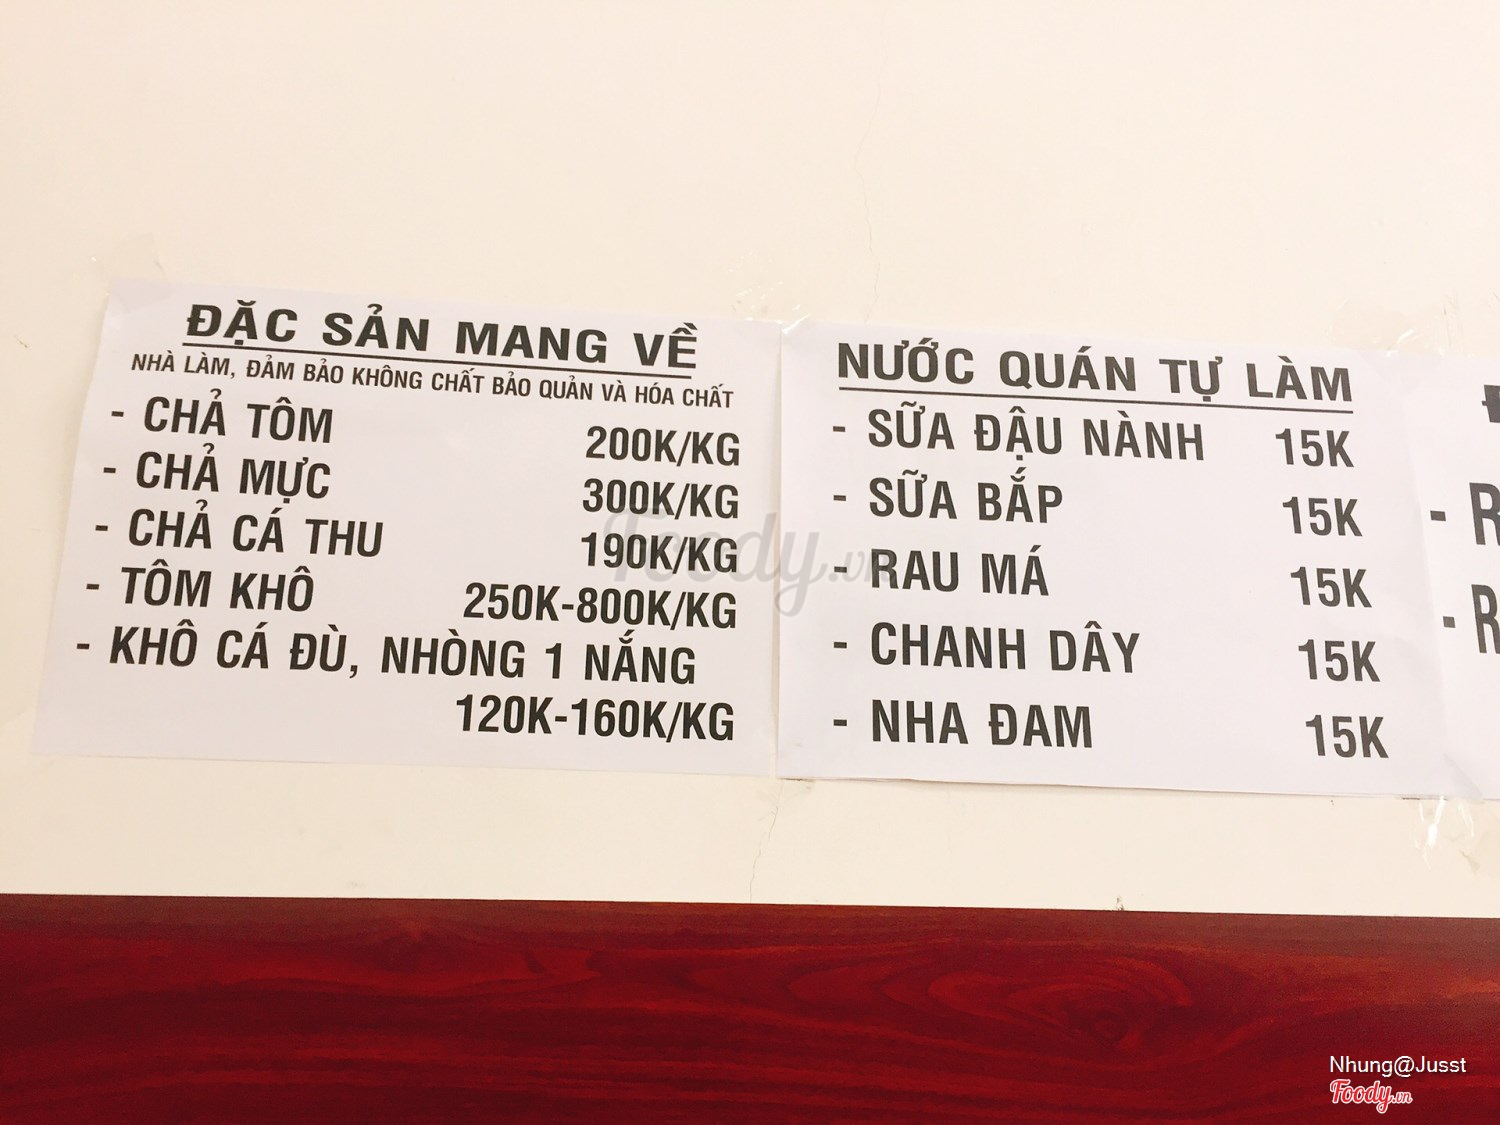 ĐẶC SẢN MANG VỀ
NHÀ LÀM, ĐẢM BẢO KHÔNG CHẤT BẢO QUẢN VÀ HÓA CHẤT
- CHẢ TÔM 200K/KG
- CHẢ MỰC 300K/KG
- CHẢ CÁ THU 190K/KG
- TÔM KHÔ 250K-800K/KG
- KHÔ CÁ ĐÙ, NHÒNG 1 NẮNG
120K-160K/KG
NƯỚC QUÁN TỰ LÀM
- SỮA ĐẬU NÀNH 15K
- SỮA BẮP 15K
- RAU MÁ 15K
- CHANH DÂY 15K
- NHA ĐAM 15K
Foody.vn
Nhung@Jusst
Foody.vn